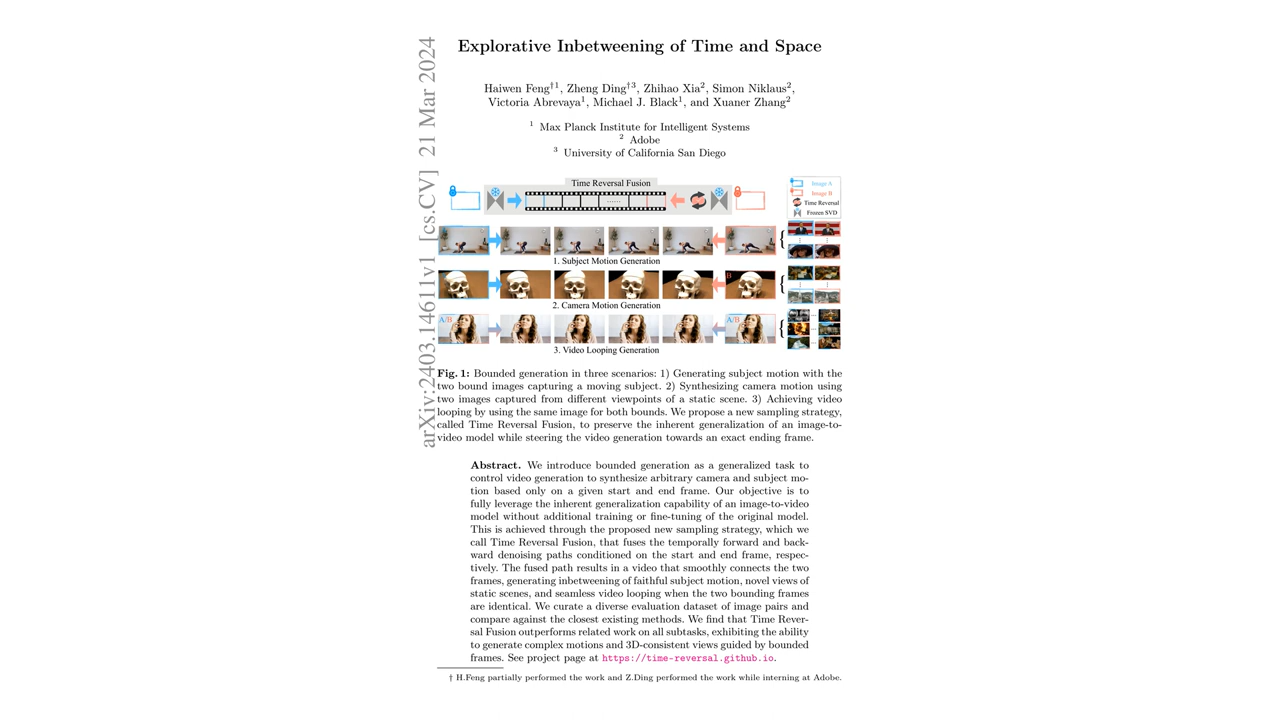 Explorative Inbetweening of Time and Space
Haiwen Feng†1, Zheng Ding†3, Zhihao Xia2, Simon Niklaus2,
Victoria Abrevaya1, Michael J. Black1, and Xuaner Zhang2
1 Max Planck Institute for Intelligent Systems
2 Adobe
3 University of California San Diego
arXiv:2403.14611v1 [cs.CV] 21 Mar 2024
Time Reversal Fusion
Image A
Image B
Time Reversal
Frozen SVD
1. Subject Motion Generation
B
2. Camera Motion Generation
A/B
A/B
3. Video Looping Generation
Fig. 1: Bounded generation in three scenarios: 1) Generating subject motion with the
two bound images capturing a moving subject. 2) Synthesizing camera motion using
two images captured from different viewpoints of a static scene. 3) Achieving video
looping by using the same image for both bounds. We propose a new sampling strategy,
called Time Reversal Fusion, to preserve the inherent generalization of an image-to-
video model while steering the video generation towards an exact ending frame.
Abstract. We introduce bounded generation as a generalized task to
control video generation to synthesize arbitrary camera and subject mo-
tion based only on a given start and end frame. Our objective is to
fully leverage the inherent generalization capability of an image-to-video
model without additional training or fine-tuning of the original model.
This is achieved through the proposed new sampling strategy, which we
call Time Reversal Fusion, that fuses the temporally forward and back-
ward denoising paths conditioned on the start and end frame, respec-
tively. The fused path results in a video that smoothly connects the two
frames, generating inbetweening of faithful subject motion, novel views of
static scenes, and seamless video looping when the two bounding frames
are identical. We curate a diverse evaluation dataset of image pairs and
compare against the closest existing methods. We find that Time Rever-
sal Fusion outperforms related work on all subtasks, exhibiting the ability
to generate complex motions and 3D-consistent views guided by bounded
frames. See project page at https://time-reversal.github.io.
† H.Feng partially performed the work and Z.Ding performed the work while interning at Adobe.